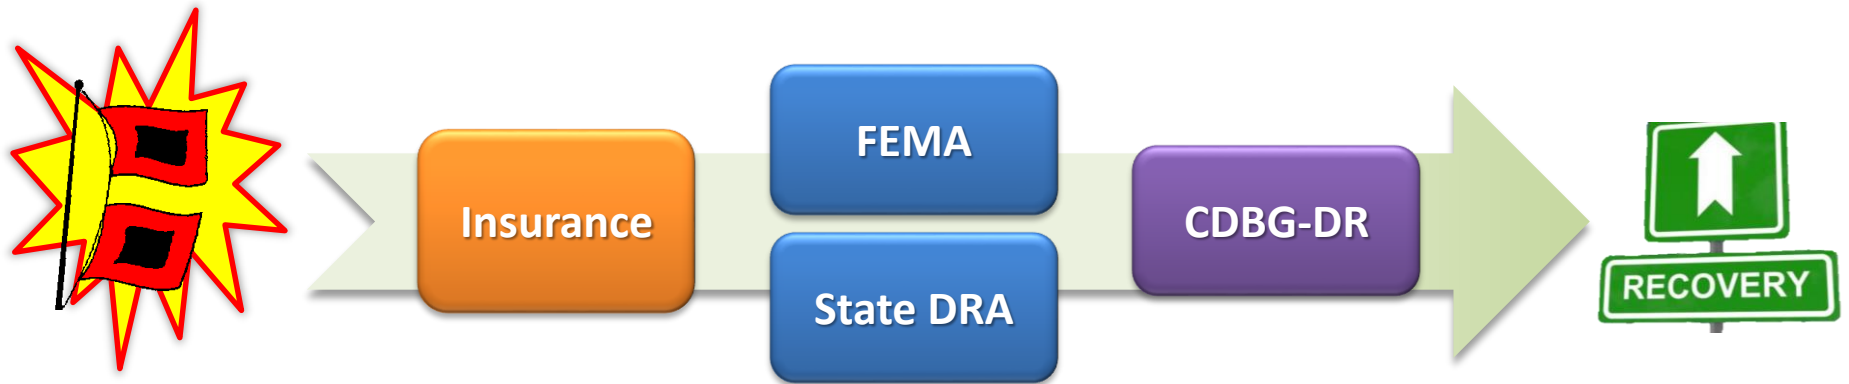 Insurance
FEMA
State DRA
CDBG-DR
RECOVERY